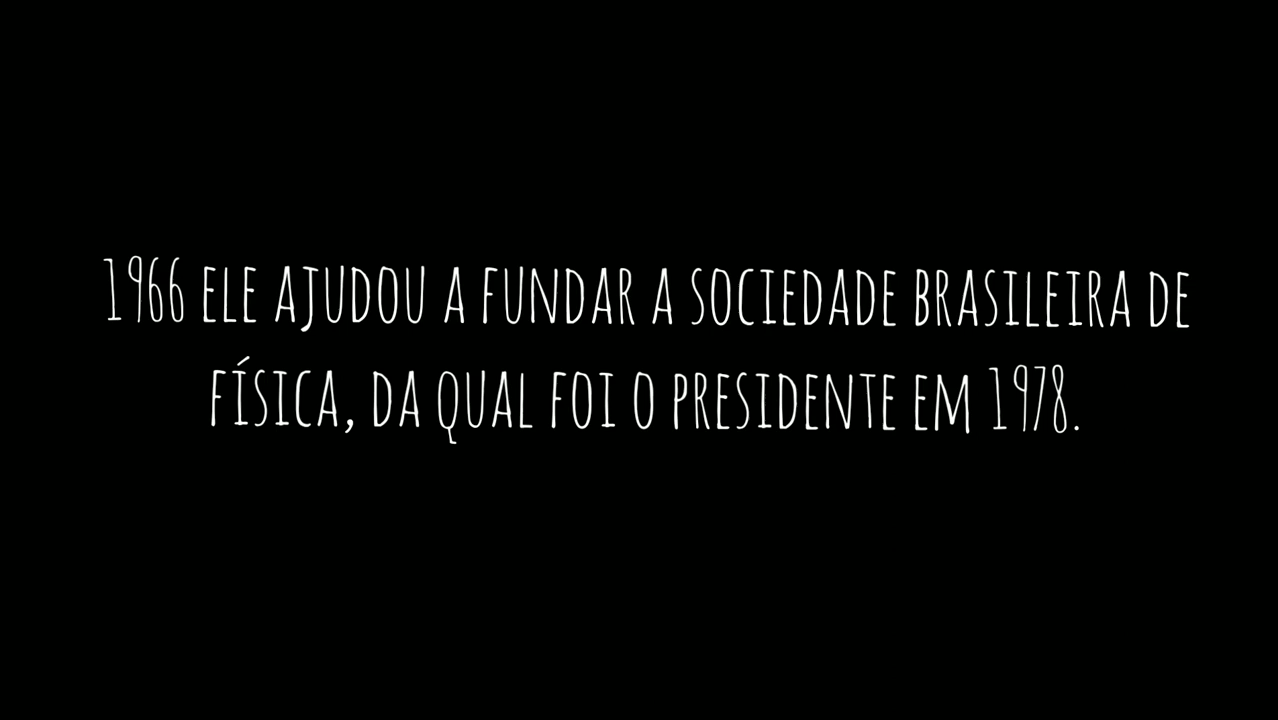 1966 ELE AJUDOU A FUNDAR A SOCIEDADE BRASILEIRA DE
FÍSICA, DA QUAL FOI O PRESIDENTE EM 1978.